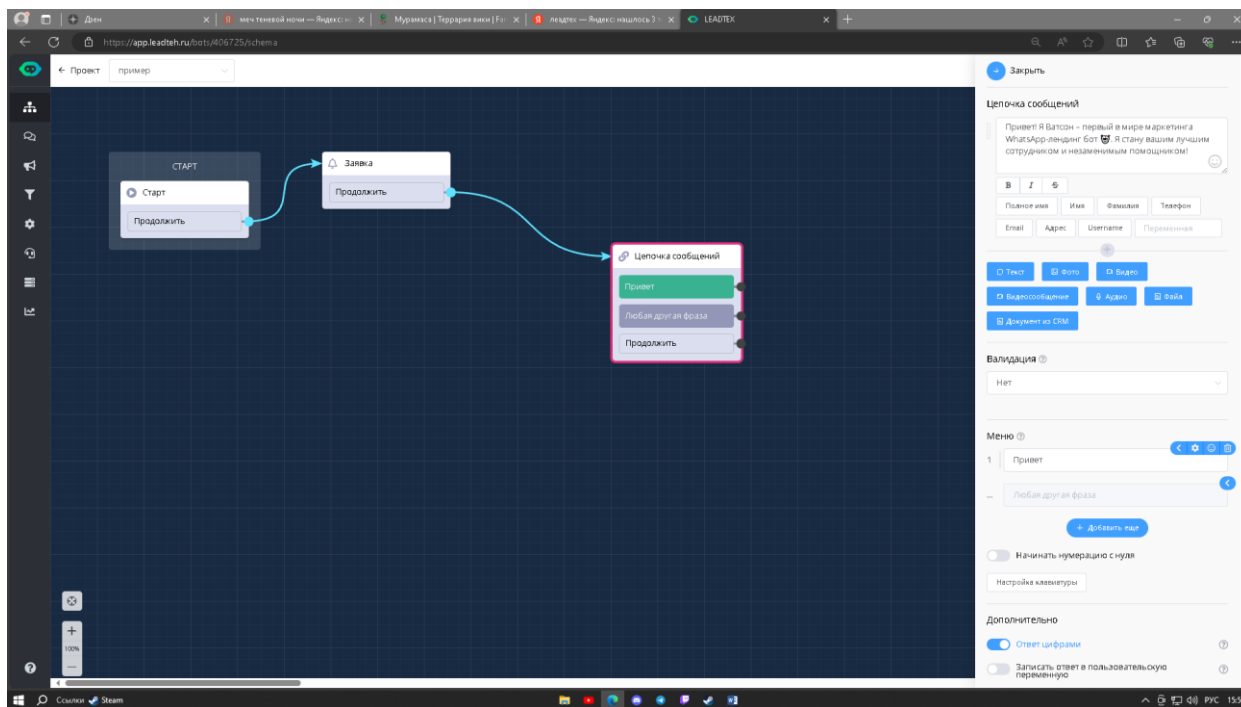 Дзен
меч теневой ночи — Яндекс: н
Мурамаса | Террария вики | Fa
леадтех — Яндекс: нашлось 3 т
LEADTEX
https://app.leadteh.ru/bots/406725/schema
← Проект
пример
Закрыть
Цепочка сообщений
Привет! Я Ватсон – первый в мире маркетинга
WhatsApp-лендинг бот 😈. Я стану вашим лучшим
сотрудником и незаменимым помощником!
B I S
Полное имя Имя Фамилия Телефон
Email Адрес Username Переменная
Текст Фото Видео
Видеосообщение Аудио Файл
Документ из CRM
Валидация
Нет
Меню
1 Привет
... Любая другая фраза
+ Добавить еще
Начинать нумерацию с нуля
Настройка клавиатуры
Дополнительно
Ответ цифрами
Записать ответ в пользовательскую
переменную
СТАРТ
Старт
Продолжить
Заявка
Продолжить
Цепочка сообщений
Привет
Любая другая фраза
Продолжить
+
100%
—
Ссылки Steam
РУС